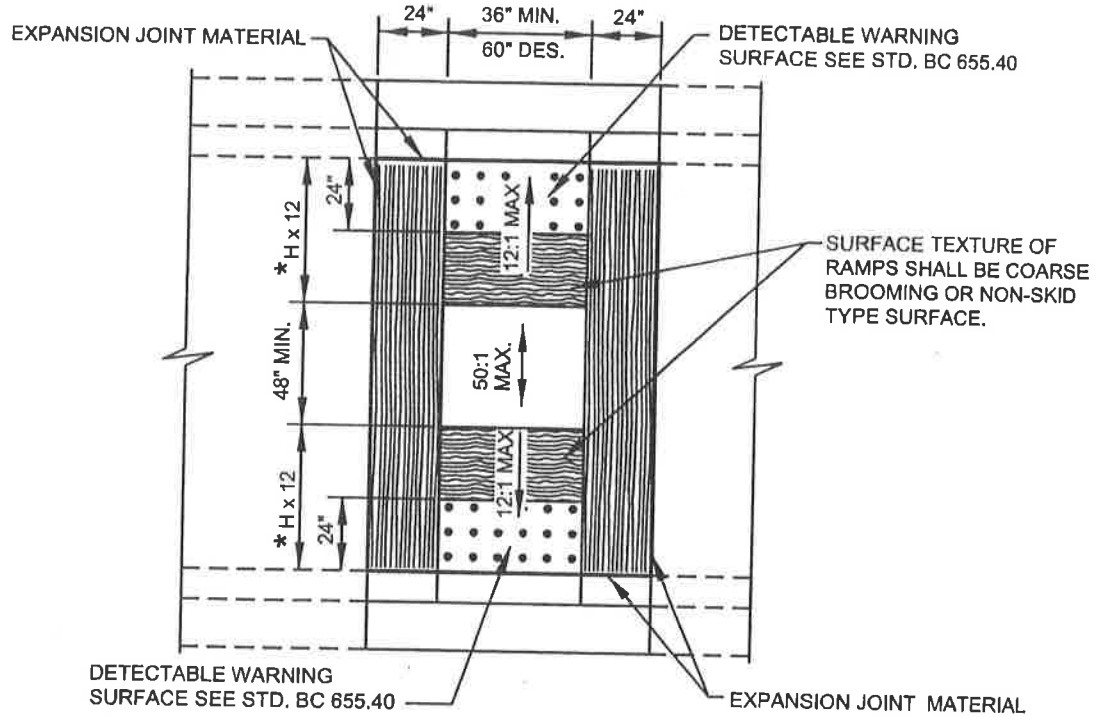 24"
36" MIN.
24"
60" DES.
EXPANSION JOINT MATERIAL
DETECTABLE WARNING
SURFACE SEE STD. BC 655.40
* H x 12
24"
12:1 MAX
SURFACE TEXTURE OF
RAMPS SHALL BE COARSE
BROOMING OR NON-SKID
TYPE SURFACE.
48" MIN.
50:1
MAX.
* H x 12
24"
12:1 MAX
DETECTABLE WARNING
SURFACE SEE STD. BC 655.40
EXPANSION JOINT MATERIAL